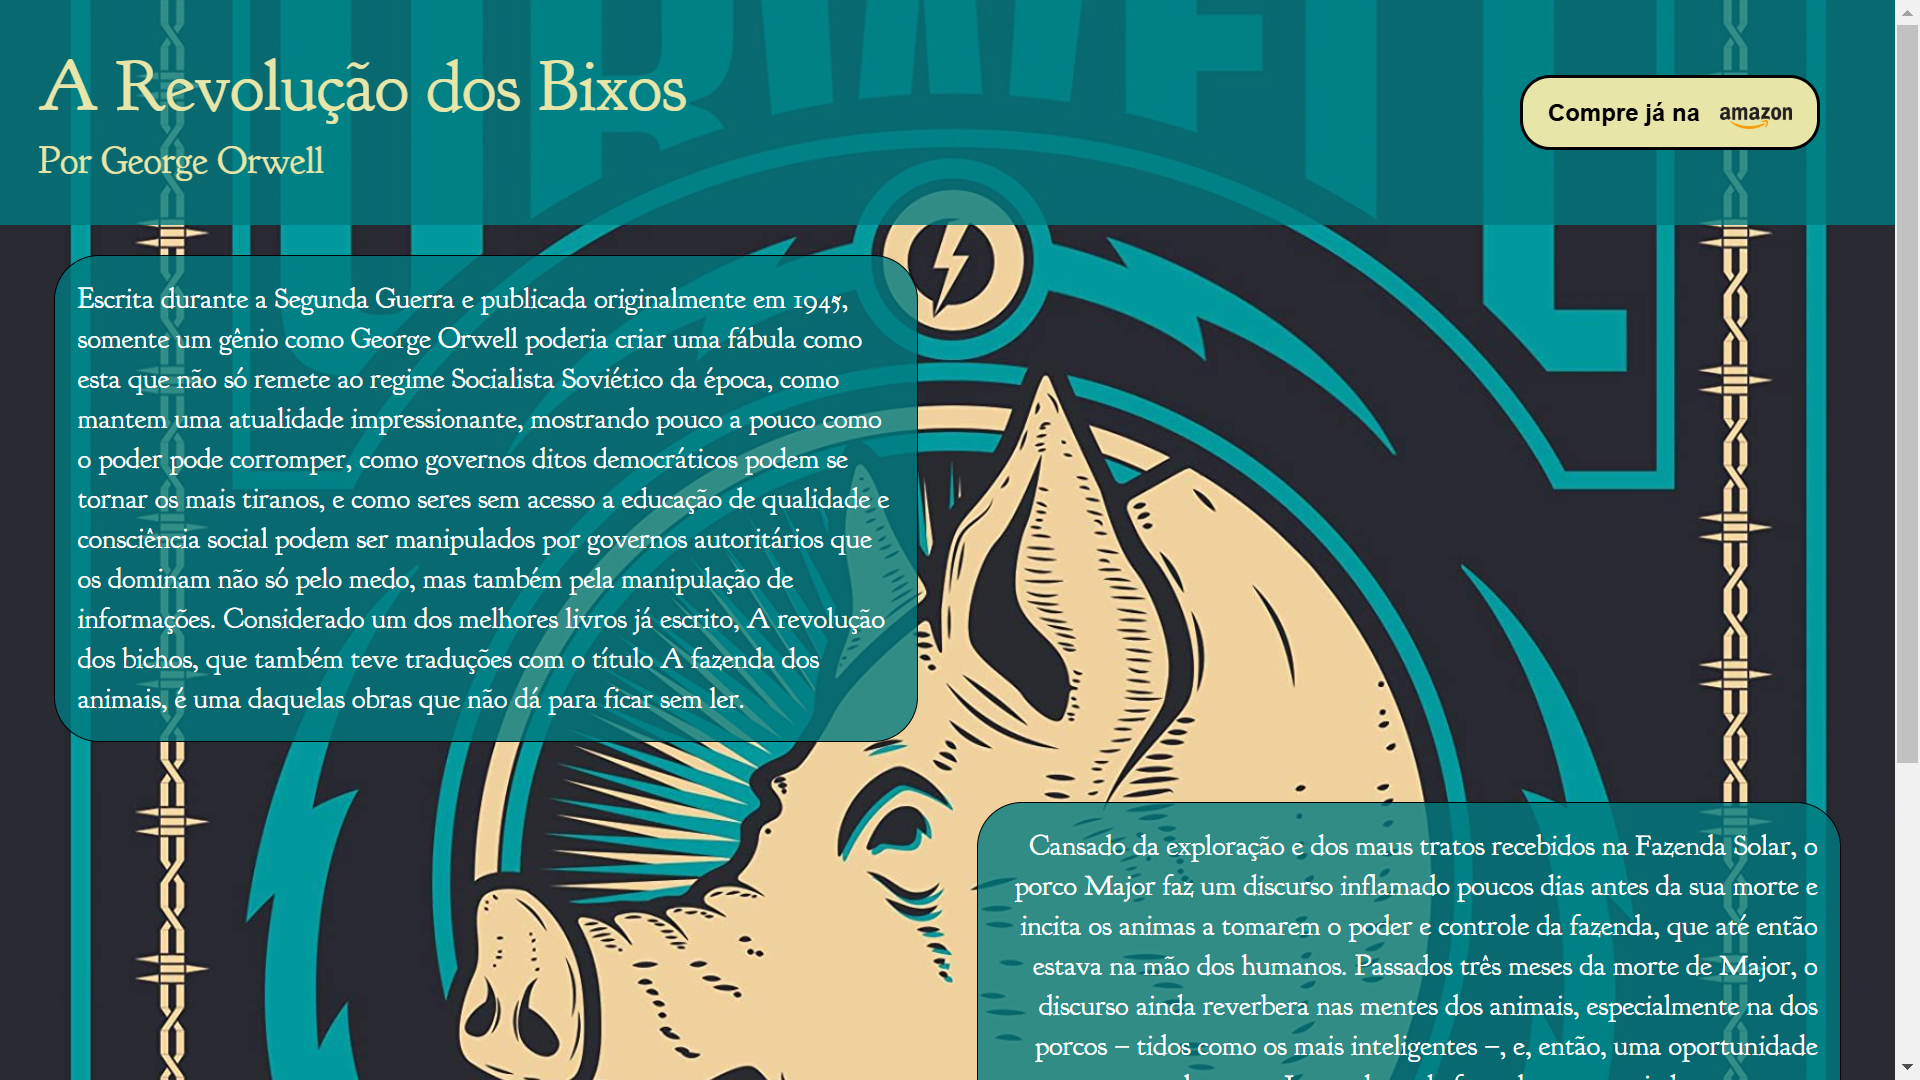 A Revolução dos Bixos
Por George Orwell
Compre já na amazon
Escrita durante a Segunda Guerra e publicada originalmente em 1945,
somente um gênio como George Orwell poderia criar uma fábula como
esta que não só remete ao regime Socialista Soviético da época, como
mantem uma atualidade impressionante, mostrando pouco a pouco como
o poder pode corromper, como governos ditos democráticos podem se
tornar os mais tiranos, e como seres sem acesso a educação de qualidade e
consciência social podem ser manipulados por governos autoritários que
os dominam não só pelo medo, mas também pela manipulação de
informações. Considerado um dos melhores livros já escrito, A revolução
dos bichos, que também teve traduções com o título A fazenda dos
animais, é uma daquelas obras que não dá para ficar sem ler.
Cansado da exploração e dos maus tratos recebidos na Fazenda Solar, o
porco Major faz um discurso inflamado poucos dias antes da sua morte e
incita os animas a tomarem o poder e controle da fazenda, que até então
estava na mão dos humanos. Passados três meses da morte de Major, o
discurso ainda reverbera nas mentes dos animais, especialmente na dos
porcos – tidos como os mais inteligentes –, e, então, uma oportunidade